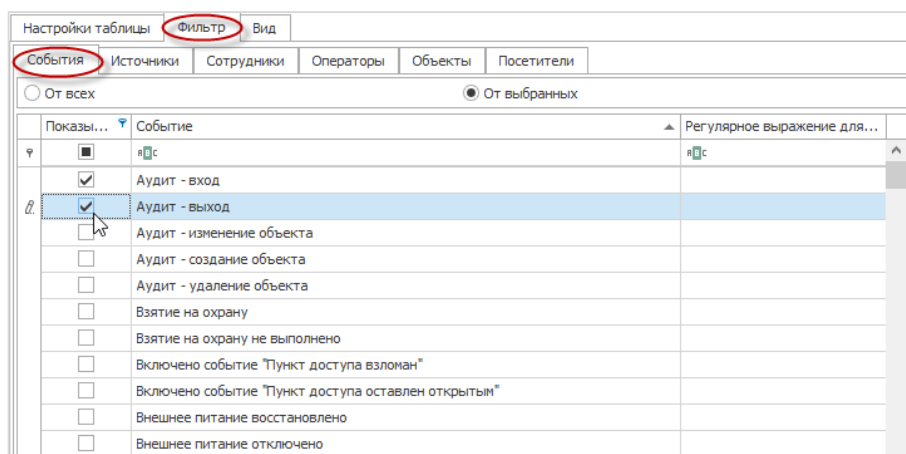 Настройки таблицы Фильтр Вид
События Источники Сотрудники Операторы Объекты Посетители
От всех От выбранных
Показы... Событие Регулярное выражение для...
Аудит - вход
Аудит - выход
Аудит - изменение объекта
Аудит - создание объекта
Аудит - удаление объекта
Взятие на охрану
Взятие на охрану не выполнено
Включено событие "Пункт доступа взломан"
Включено событие "Пункт доступа оставлен открытым"
Внешнее питание восстановлено
Внешнее питание отключено